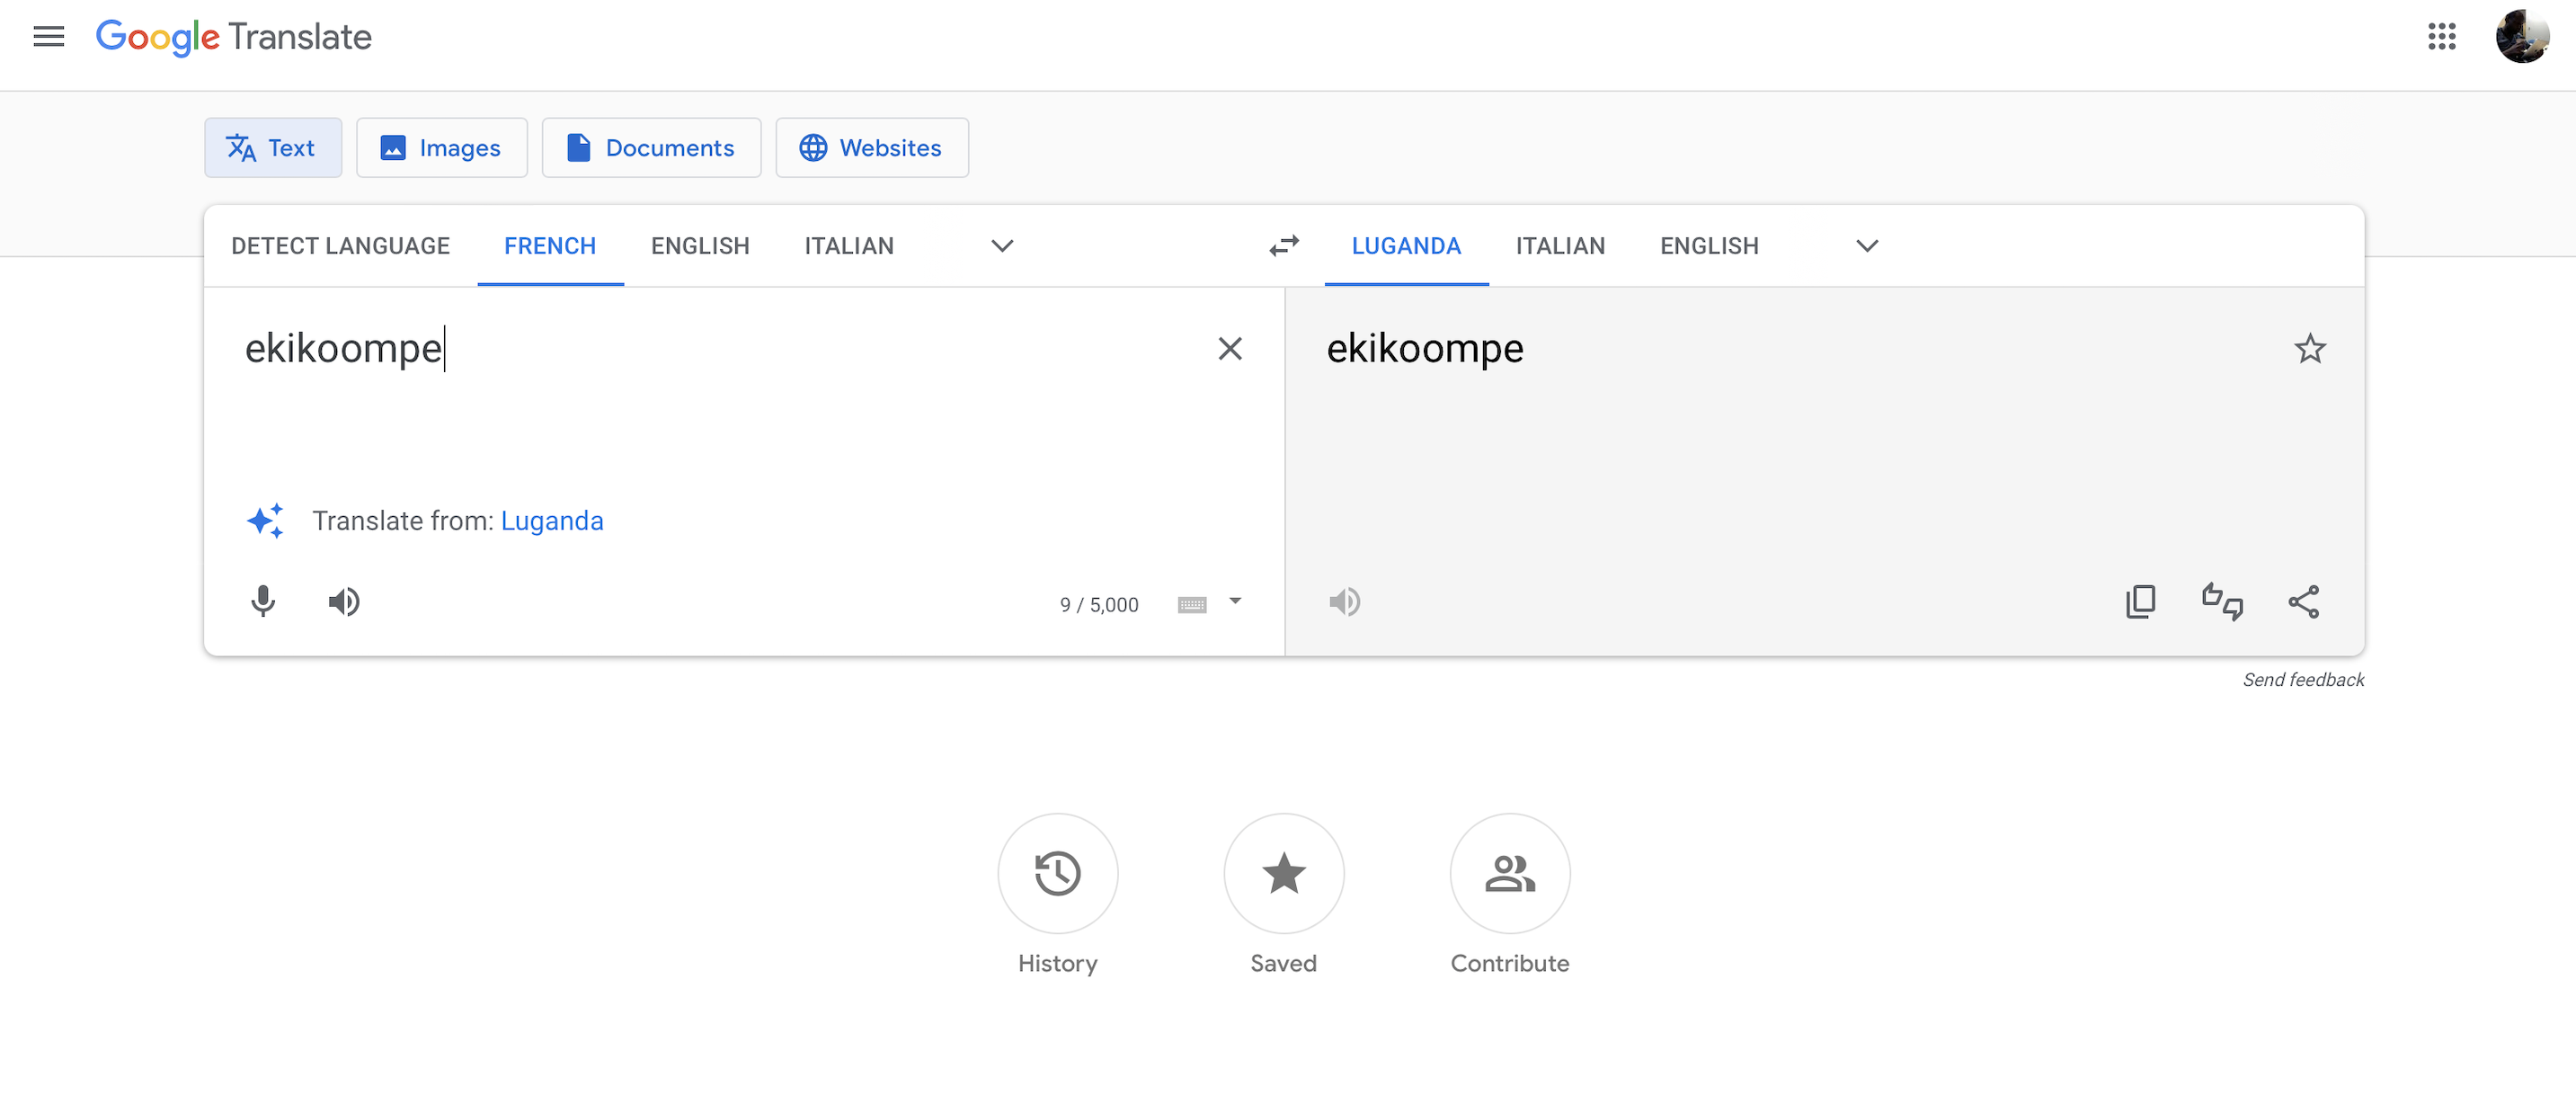 Google Translate
Text Images Documents Websites
DETECT LANGUAGE FRENCH ENGLISH ITALIAN LUGANDA ITALIAN ENGLISH
ekikoompe ekikoompe
Translate from: Luganda
9 / 5,000
Send feedback
History Saved Contribute